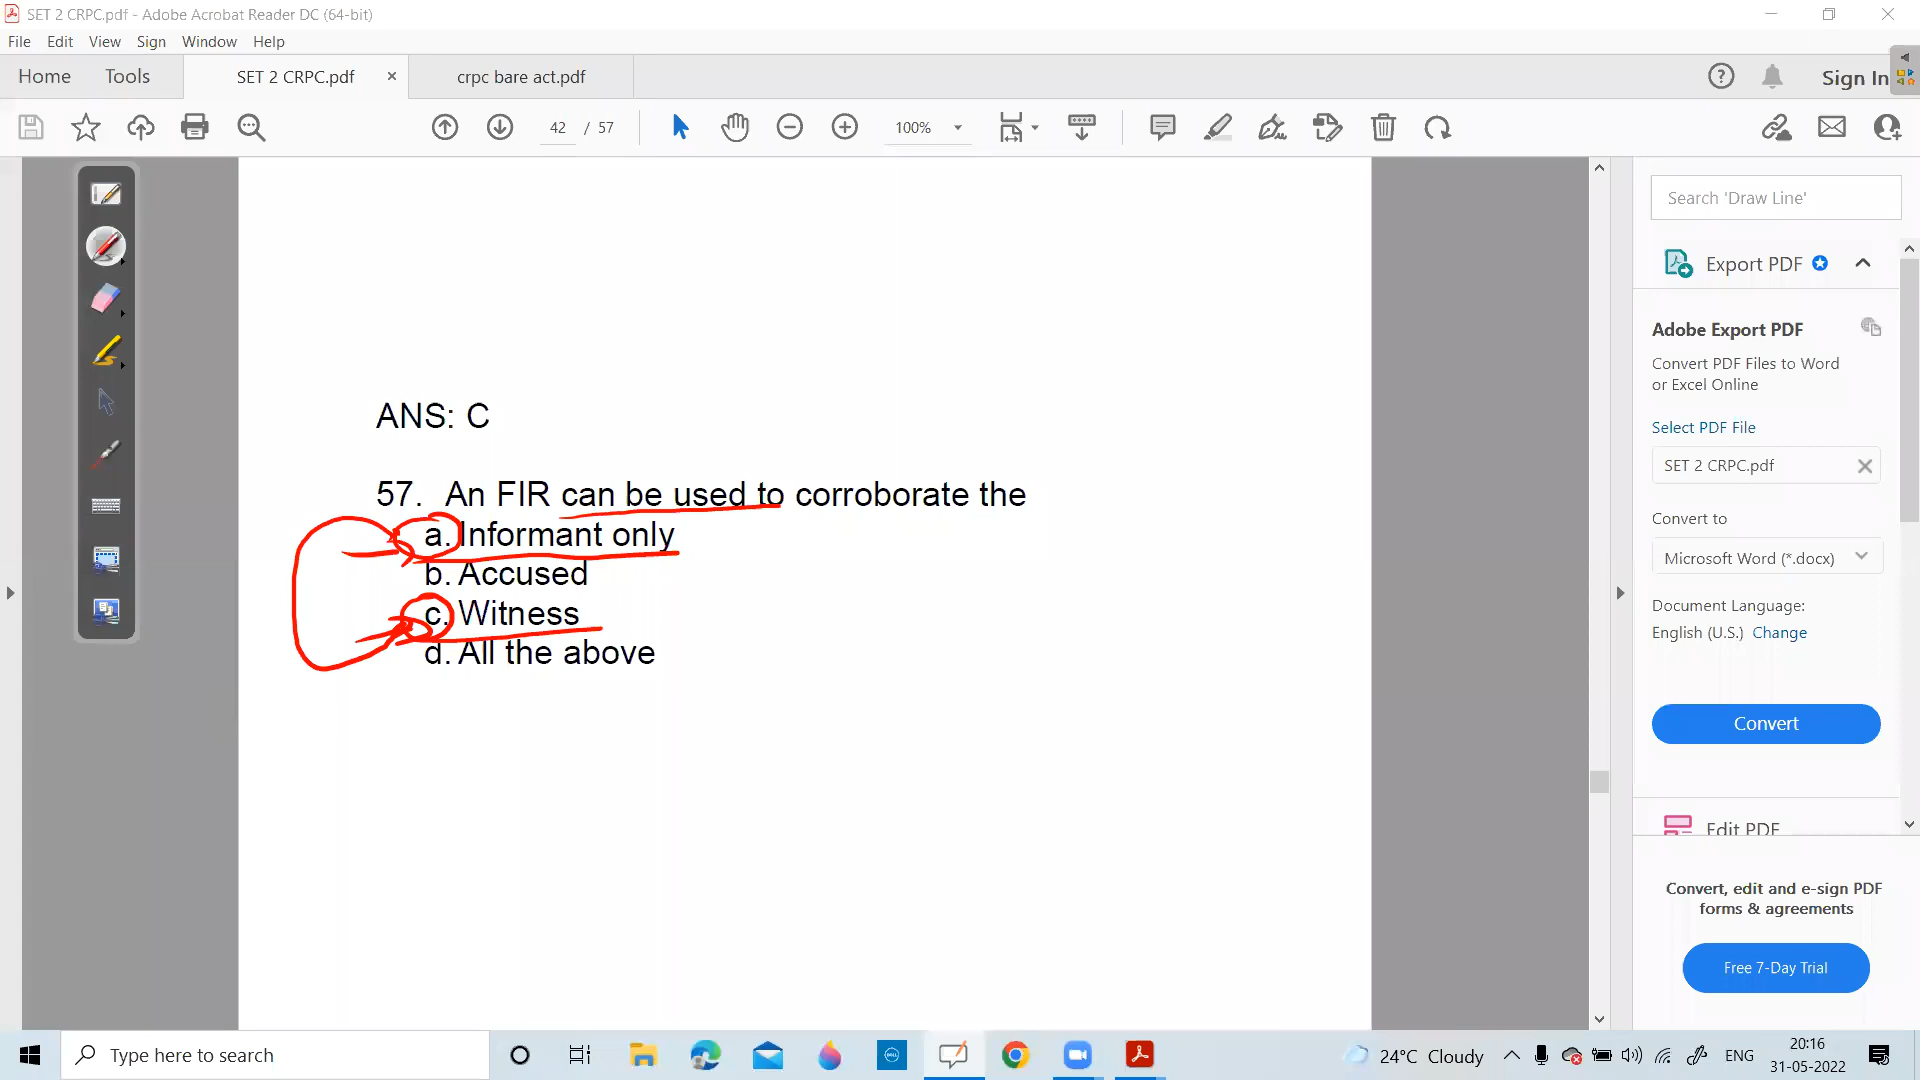 SET 2 CRPC.pdf - Adobe Acrobat Reader DC (64-bit)
File Edit View Sign Window Help
Home Tools SET 2 CRPC.pdf × crpc bare act.pdf Sign In
42 / 57 100%
Search 'Draw Line'
Export PDF
Adobe Export PDF
Convert PDF Files to Word
or Excel Online
Select PDF File
SET 2 CRPC.pdf
Convert to
Microsoft Word (*.docx)
Document Language:
English (U.S.) Change
Convert
Edit PDF
Convert, edit and e-sign PDF
forms & agreements
Free 7-Day Trial
ANS: C
57. An FIR can be used to corroborate the
a. Informant only
b. Accused
c. Witness
d. All the above
Type here to search
DELL
24°C Cloudy
ENG
20:16
31-05-2022